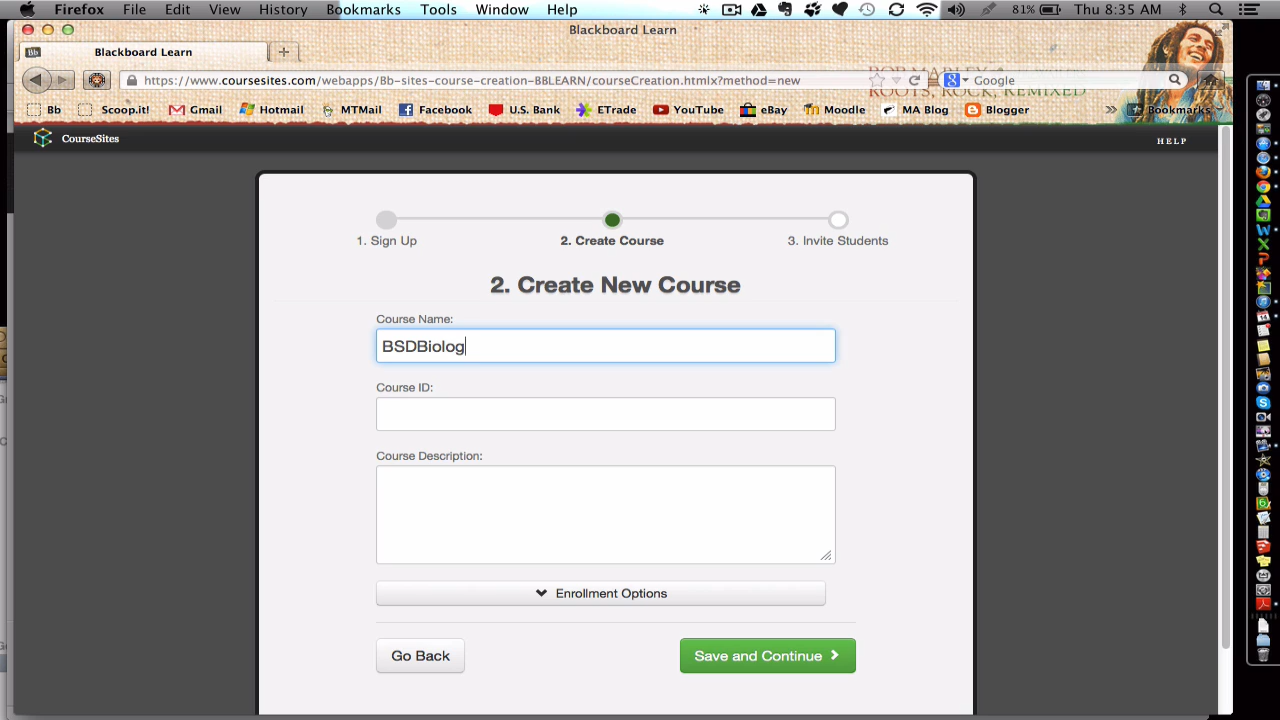 Firefox File Edit View History Bookmarks Tools Window Help 81% Thu 8:35 AM
Blackboard Learn
Bb Blackboard Learn +
https://www.coursesites.com/webapps/Bb-sites-course-creation-BBLEARN/courseCreation.htmlx?method=new Google
BOB MARLEY
ROOTS, ROCK, REMIXED
Bb Scoop.it! Gmail Hotmail MTMail Facebook U.S. Bank ETrade YouTube eBay Moodle MA Blog Blogger » Bookmarks
CourseSites HELP
1. Sign Up 2. Create Course 3. Invite Students
2. Create New Course
Course Name:
BSDBiolog
Course ID:
Course Description:
Enrollment Options
Go Back Save and Continue